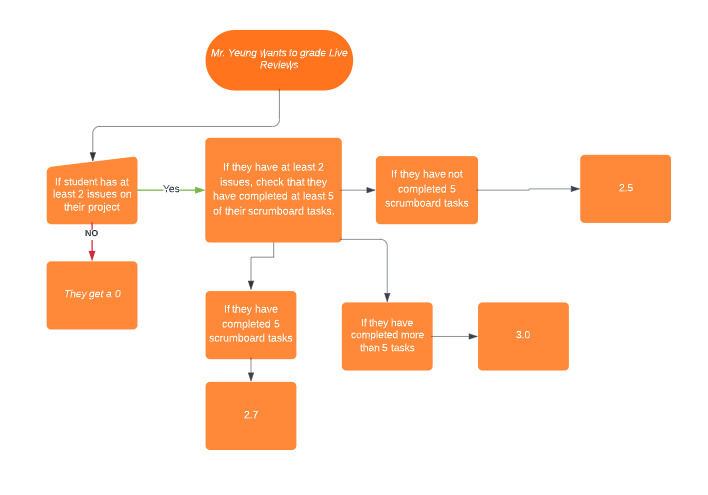 Mr. Yeung wants to grade Live
Reviews
If student has at
least 2 issues on
their project
Yes
If they have at least 2
issues, check that they
have completed at least 5
of their scrumboard tasks.
If they have not
completed 5
scrumboard tasks
2.5
NO
They get a 0
If they have
completed 5
scrumboard tasks
If they have
completed more
than 5 tasks
3.0
2.7